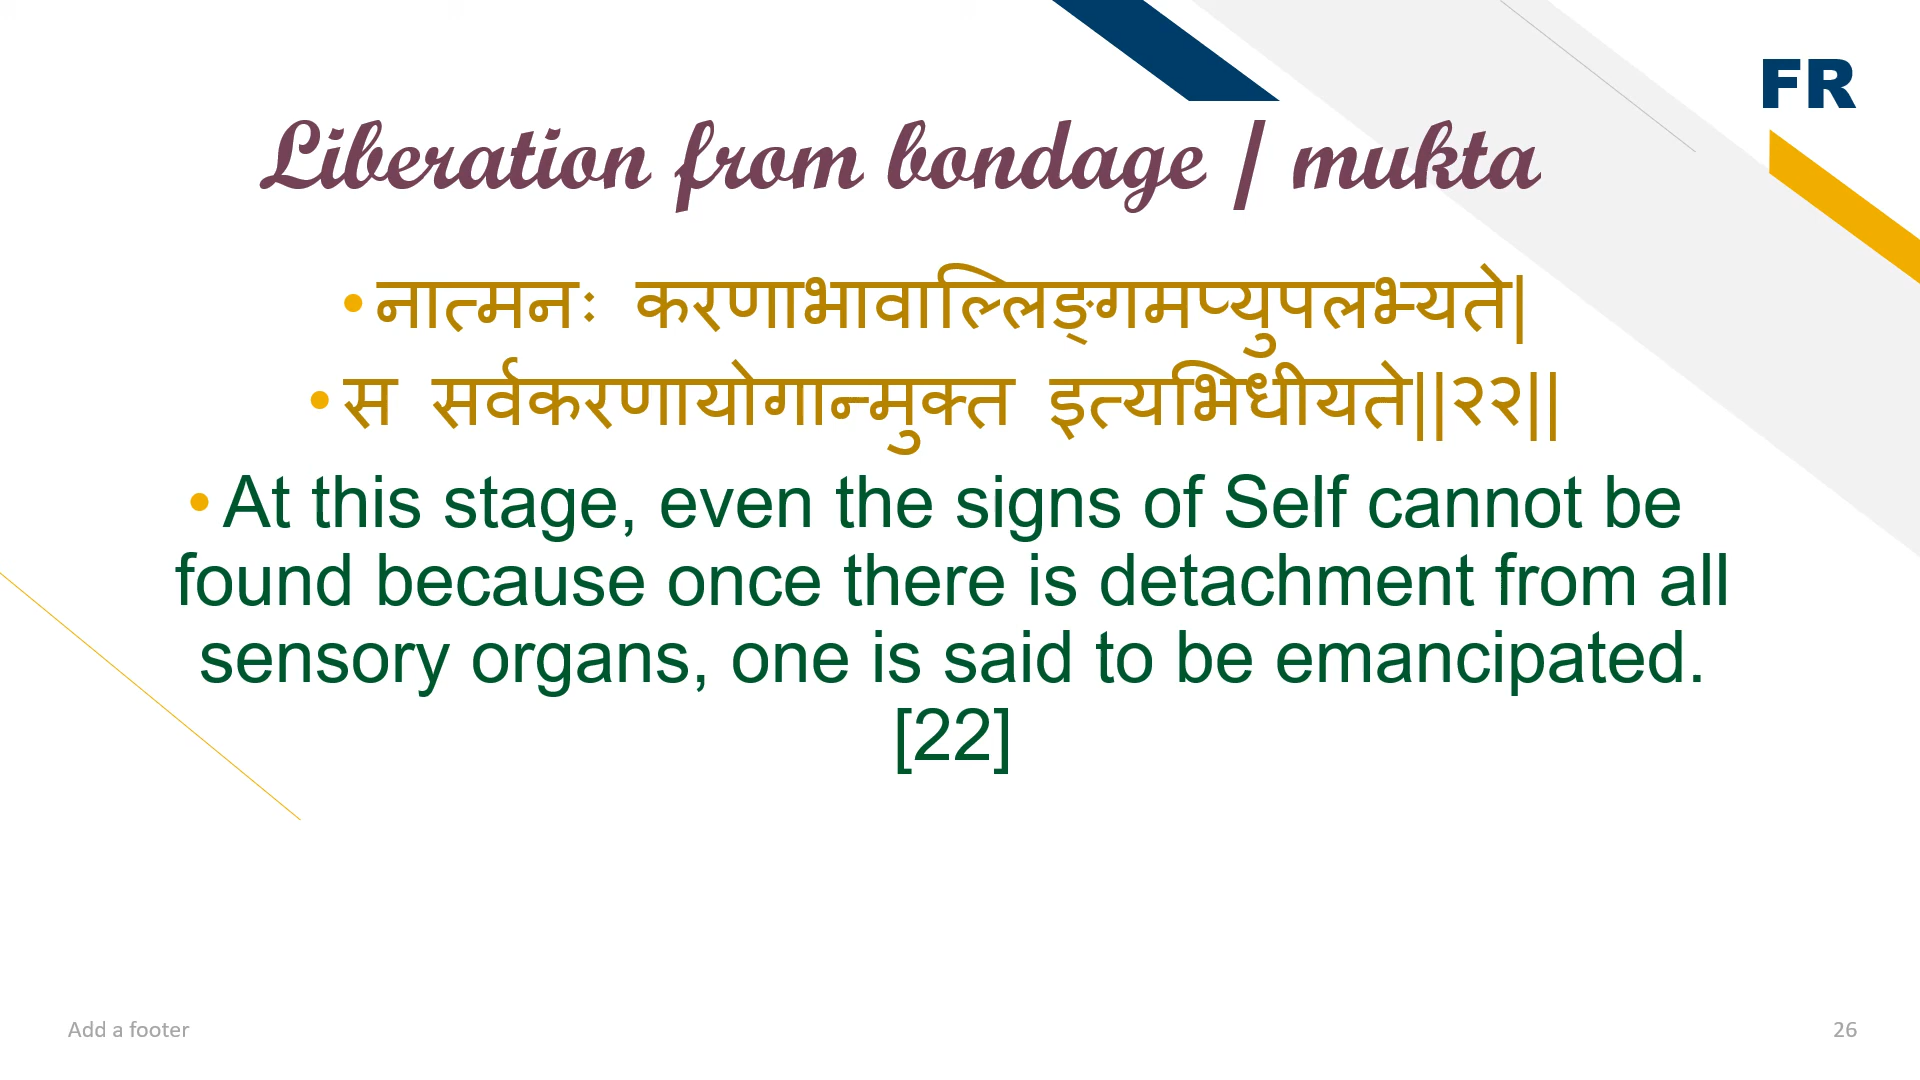 FR
Liberation from bondage / mukta
•नात्मनः करणाभावाल्लिङ्गमप्युपलभ्यते|
•स सर्वकरणायोगान्मुक्त इत्यभिधीयते||२२||
•At this stage, even the signs of Self cannot be
found because once there is detachment from all
sensory organs, one is said to be emancipated.
[22]
Add a footer
26